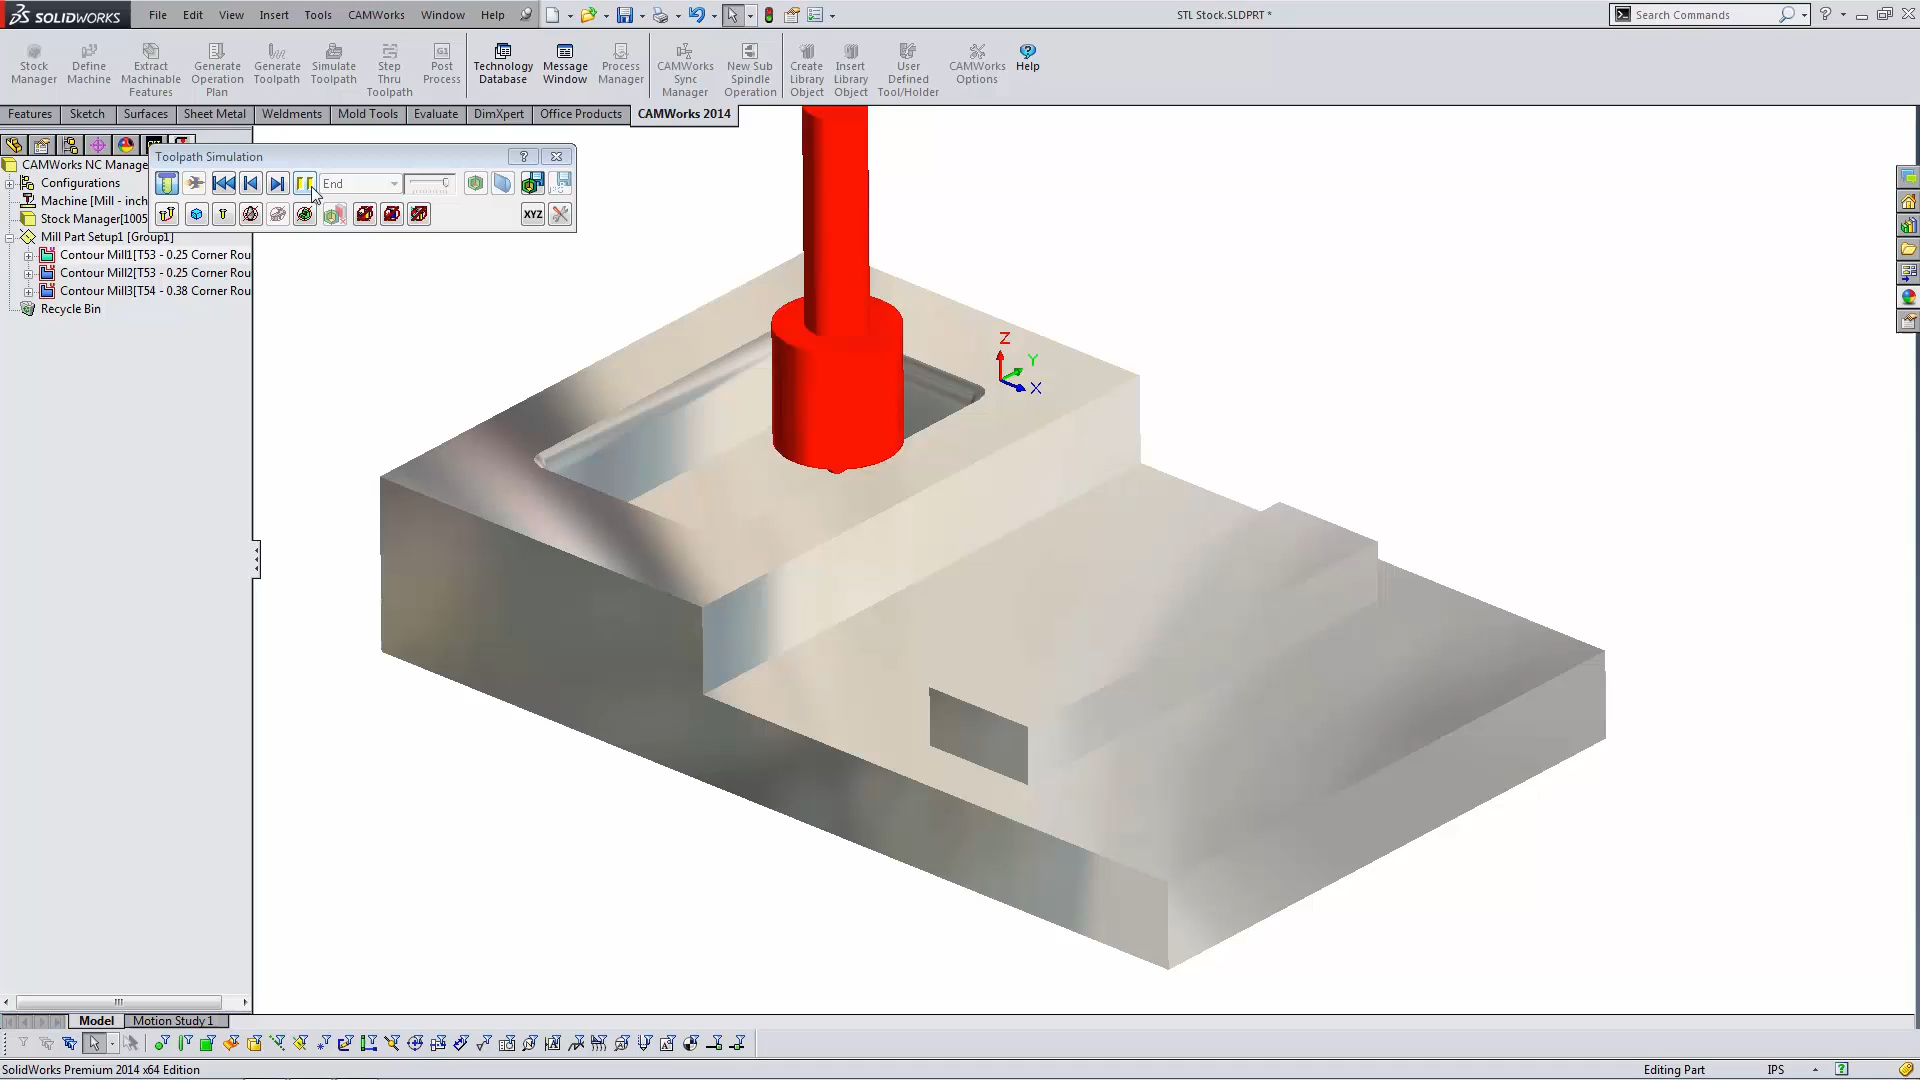 SOLIDWORKS File Edit View Insert Tools CAMWorks Window Help STL Stock.SLDPRT * Search Commands
Stock Manager
Define Machine
Extract Machinable Features
Generate Operation Plan
Generate Toolpath
Simulate Toolpath
Step Thru Toolpath
G1 Post Process
Technology Database
Message Window
Process Manager
CAMWorks Sync Manager
New Sub Spindle Operation
Create Library Object
Insert Library Object
User Defined Tool/Holder
CAMWorks Options
Help
Features Sketch Surfaces Sheet Metal Weldments Mold Tools Evaluate DimXpert Office Products CAMWorks 2014
Toolpath Simulation
End
XYZ
CAMWorks NC Manage
Configurations
Machine [Mill - inch
Stock Manager[1005
Mill Part Setup1 [Group1]
Contour Mill1[T53 - 0.25 Corner Rou
Contour Mill2[T53 - 0.25 Corner Rou
Contour Mill3[T54 - 0.38 Corner Rou
Recycle Bin
Z
Y
X
Model Motion Study 1
SolidWorks Premium 2014 x64 Edition Editing Part IPS